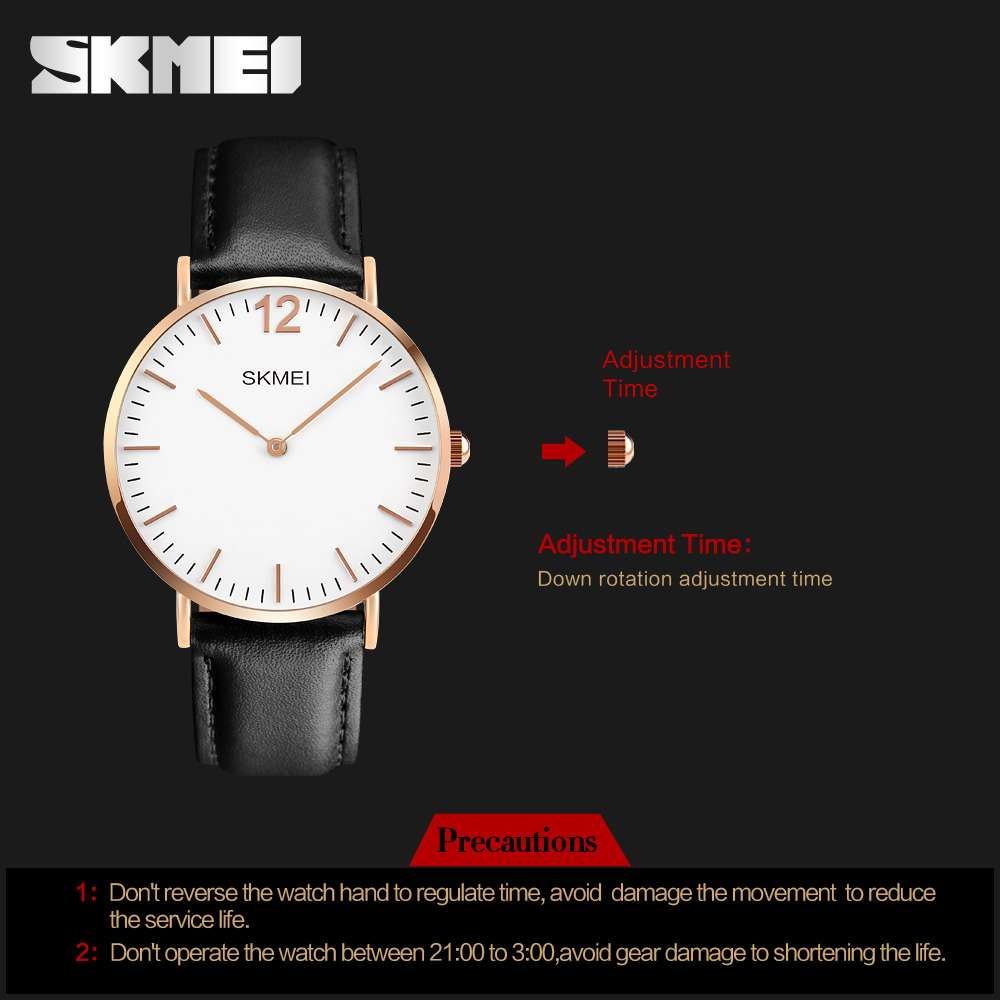 SKMEI
12
SKMEI
Adjustment
Time
Adjustment Time:
Down rotation adjustment time
Precautions
1: Don't reverse the watch hand to regulate time, avoid damage the movement to reduce
the service life.
2: Don't operate the watch between 21:00 to 3:00,avoid gear damage to shortening the life.